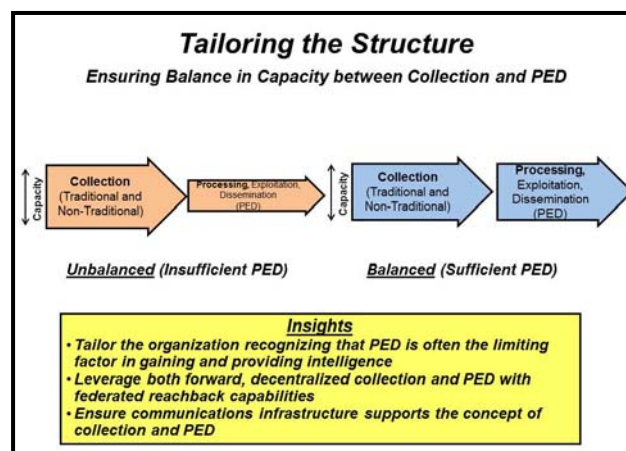 Tailoring the Structure
Ensuring Balance in Capacity between Collection and PED
Capacity
Collection
(Traditional and
Non-Traditional)
Processing, Exploitation,
Dissemination
(PED)
Capacity
Collection
(Traditional and
Non-Traditional)
Processing,
Exploitation,
Dissemination
(PED)
Unbalanced (Insufficient PED)
Balanced (Sufficient PED)
Insights
• Tailor the organization recognizing that PED is often the limiting
factor in gaining and providing intelligence
• Leverage both forward, decentralized collection and PED with
federated reachback capabilities
• Ensure communications infrastructure supports the concept of
collection and PED